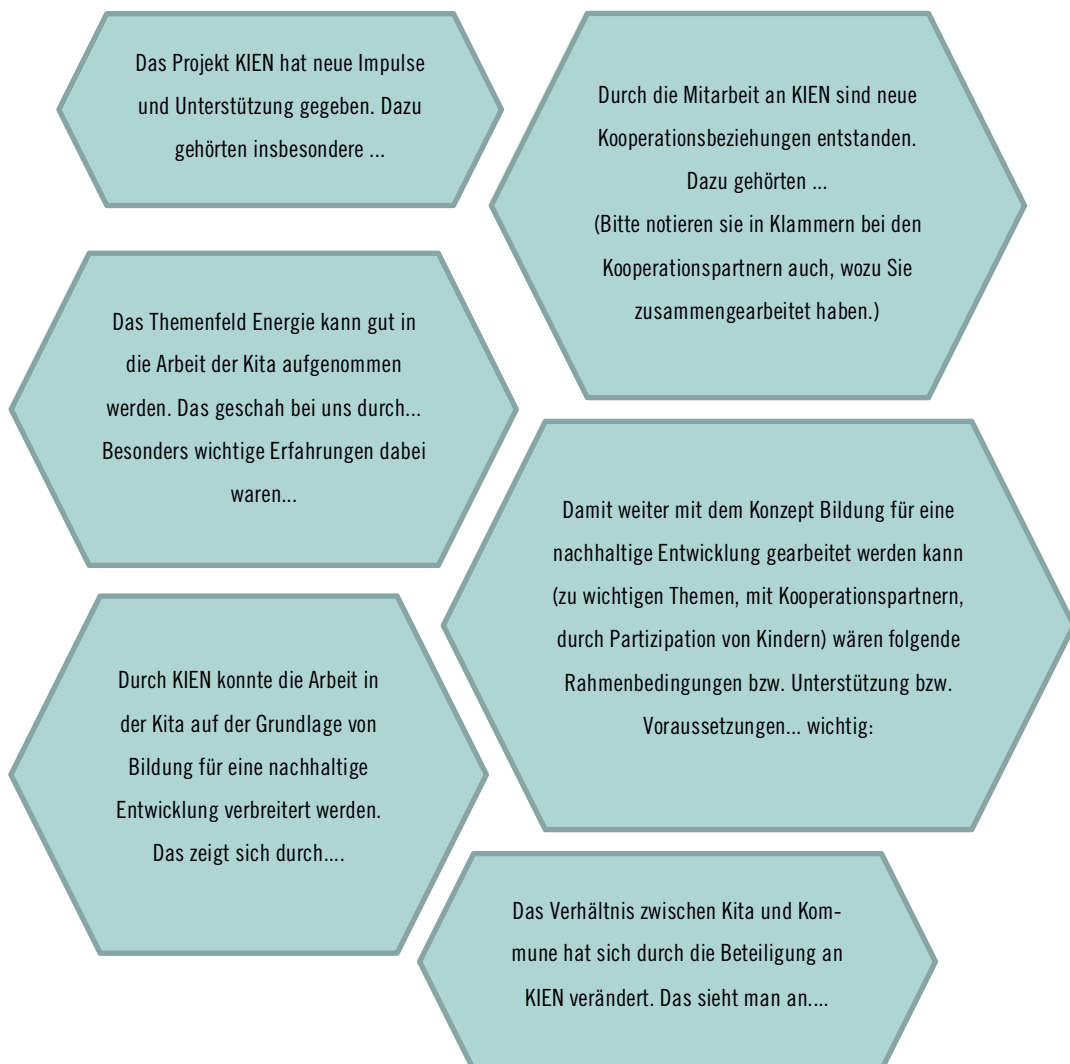 Das Projekt KIEN hat neue Impulse
und Unterstützung gegeben. Dazu
gehörten insbesondere ...
Durch die Mitarbeit an KIEN sind neue
Kooperationsbeziehungen entstanden.
Dazu gehörten ...
(Bitte notieren sie in Klammern bei den
Kooperationspartnern auch, wozu Sie
zusammengearbeitet haben.)
Das Themenfeld Energie kann gut in
die Arbeit der Kita aufgenommen
werden. Das geschah bei uns durch...
Besonders wichtige Erfahrungen dabei
waren...
Damit weiter mit dem Konzept Bildung für eine
nachhaltige Entwicklung gearbeitet werden kann
(zu wichtigen Themen, mit Kooperationspartnern,
durch Partizipation von Kindern) wären folgende
Rahmenbedingungen bzw. Unterstützung bzw.
Voraussetzungen... wichtig:
Durch KIEN konnte die Arbeit in
der Kita auf der Grundlage von
Bildung für eine nachhaltige
Entwicklung verbreitert werden.
Das zeigt sich durch....
Das Verhältnis zwischen Kita und Kom-
mune hat sich durch die Beteiligung an
KIEN verändert. Das sieht man an....